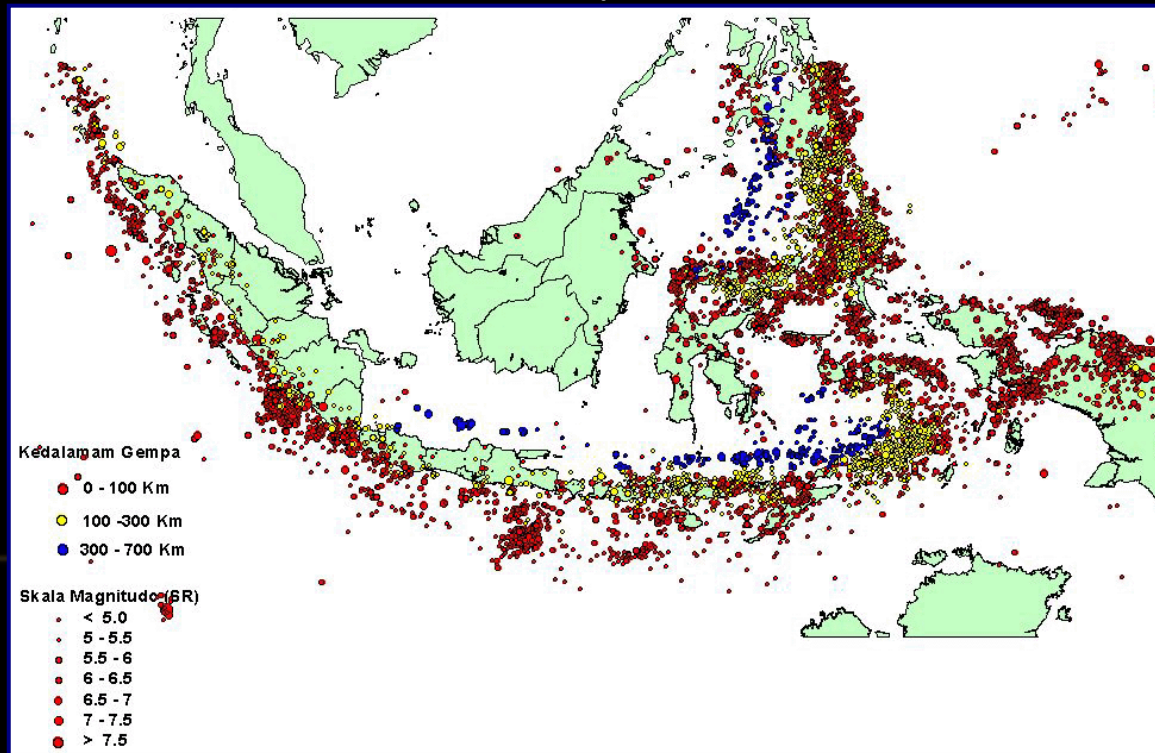 Kedalamam Gempa
0 - 100 Km
100 -300 Km
300 - 700 Km
Skala Magnitudo (SR)
< 5.0
5 - 5.5
5.5 - 6
6 - 6.5
6.5 - 7
7 - 7.5
> 7.5